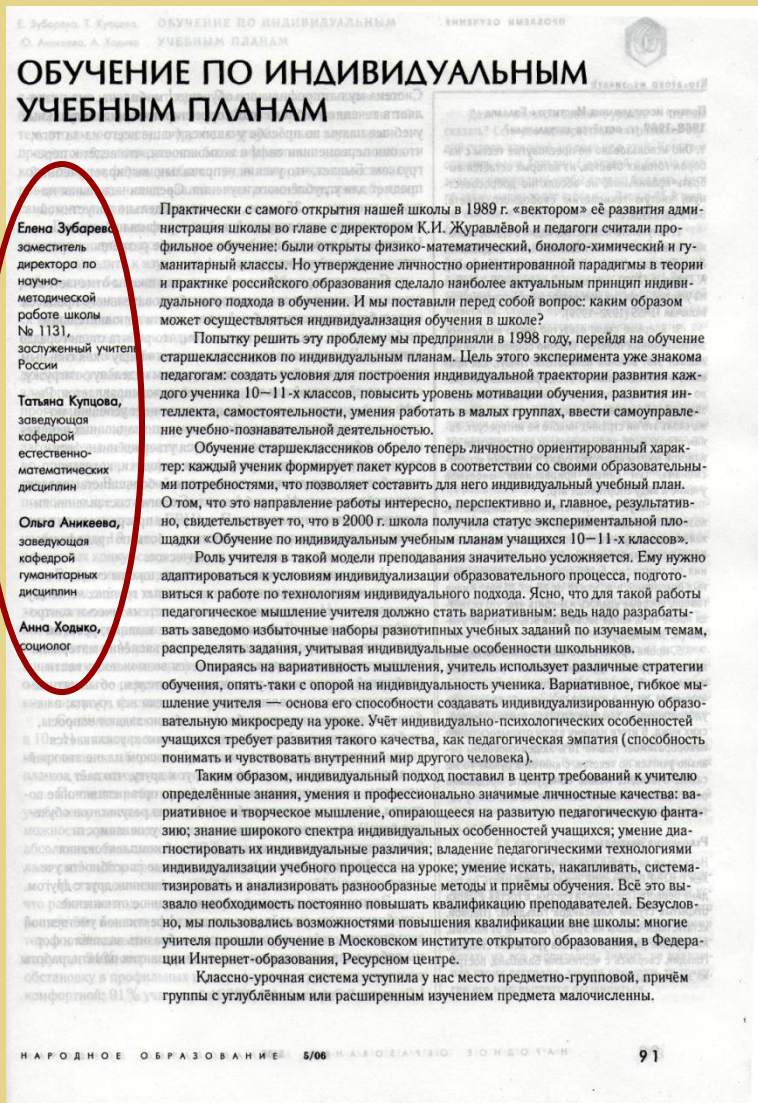 ОБУЧЕНИЕ ПО ИНДИВИДУАЛЬНЫМ
УЧЕБНЫМ ПЛАНАМ
Елена Зубарева,
заместитель
директора по
научно-
методической
работе школы
№ 1131,
заслуженный учитель
России
Татьяна Купцова,
заведующая
кафедрой
естественно-
математических
дисциплин
Ольга Аникеева,
заведующая
кафедрой
гуманитарных
дисциплин
Анна Ходыко,
социолог
Практически с самого открытия нашей школы в 1989 г. «вектором» её развития адми-
нистрация школы во главе с директором К.И. Журавлёвой и педагоги считали про-
фильное обучение: были открыты физико-математический, биолого-химический и гу-
манитарный классы. Но утверждение личностно ориентированной парадигмы в теории
и практике российского образования сделало наиболее актуальным принцип индиви-
дуального подхода в обучении. И мы поставили перед собой вопрос: каким образом
может осуществляться индивидуализация обучения в школе?
Попытку решить эту проблему мы предприняли в 1998 году, перейдя на обучение
старшеклассников по индивидуальным планам. Цель этого эксперимента уже знакома
педагогам: создать условия для построения индивидуальной траектории развития каж-
дого ученика 10–11-х классов, повысить уровень мотивации обучения, развития ин-
теллекта, самостоятельности, умения работать в малых группах, ввести самоуправле-
ние учебно-познавательной деятельностью.
Обучение старшеклассников обрело теперь личностно ориентированный харак-
тер: каждый ученик формирует пакет курсов в соответствии со своими образовательны-
ми потребностями, что позволяет составить для него индивидуальный учебный план.
О том, что это направление работы интересно, перспективно и, главное, результатив-
но, свидетельствует то, что в 2000 г. школа получила статус экспериментальной пло-
щадки «Обучение по индивидуальным учебным планам учащихся 10–11-х классов».
Роль учителя в такой модели преподавания значительно усложняется. Ему нужно
адаптироваться к условиям индивидуализации образовательного процесса, подгото-
виться к работе по технологиям индивидуального подхода. Ясно, что для такой работы
педагогическое мышление учителя должно стать вариативным: ведь надо разрабаты-
вать заведомо избыточные наборы разнотипных учебных заданий по изучаемым темам,
распределять задания, учитывая индивидуальные особенности школьников.
Опираясь на вариативность мышления, учитель использует различные стратегии
обучения, опять-таки с опорой на индивидуальность ученика. Вариативное, гибкое мы-
шление учителя — основа его способности создавать индивидуализированную образо-
вательную микросреду на уроке. Учёт индивидуально-психологических особенностей
учащихся требует развития такого качества, как педагогическая эмпатия (способность
понимать и чувствовать внутренний мир другого человека).
Таким образом, индивидуальный подход поставил в центр требований к учителю
определённые знания, умения и профессионально значимые личностные качества: ва-
риативное и творческое мышление, опирающееся на развитую педагогическую фанта-
зию; знание широкого спектра индивидуальных особенностей учащихся; умение диа-
гностировать их индивидуальные различия; владение педагогическими технологиями
индивидуализации учебного процесса на уроке; умение искать, накапливать, система-
тизировать и анализировать разнообразные методы и приёмы обучения. Всё это вы-
звало необходимость постоянно повышать квалификацию преподавателей. Безуслов-
но, мы пользовались возможностями повышения квалификации вне школы: многие
учителя прошли обучение в Московском институте открытого образования, в Федера-
ции Интернет-образования, Ресурсном центре.
Классно-урочная система уступила у нас место предметно-групповой, причём
группы с углублённым или расширенным изучением предмета малочисленны.
НАРОДНОЕ ОБРАЗОВАНИЕ 5/06 91